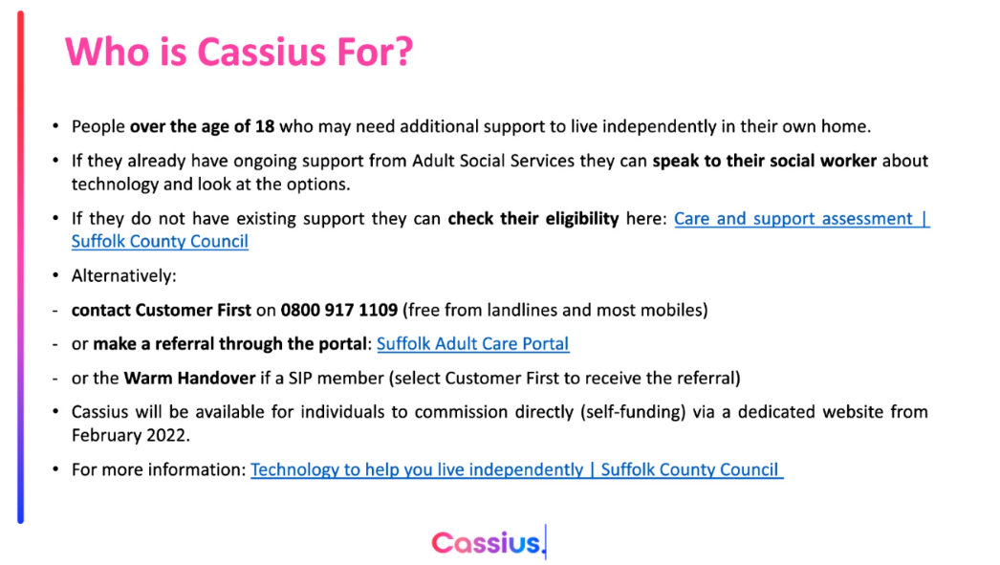 Who is Cassius For?
• People over the age of 18 who may need additional support to live independently in their own home.
• If they already have ongoing support from Adult Social Services they can speak to their social worker about
technology and look at the options.
• If they do not have existing support they can check their eligibility here: Care and support assessment |
Suffolk County Council
• Alternatively:
- contact Customer First on 0800 917 1109 (free from landlines and most mobiles)
- or make a referral through the portal: Suffolk Adult Care Portal
- or the Warm Handover if a SIP member (select Customer First to receive the referral)
• Cassius will be available for individuals to commission directly (self-funding) via a dedicated website from
February 2022.
• For more information: Technology to help you live independently | Suffolk County Council
Cassius.